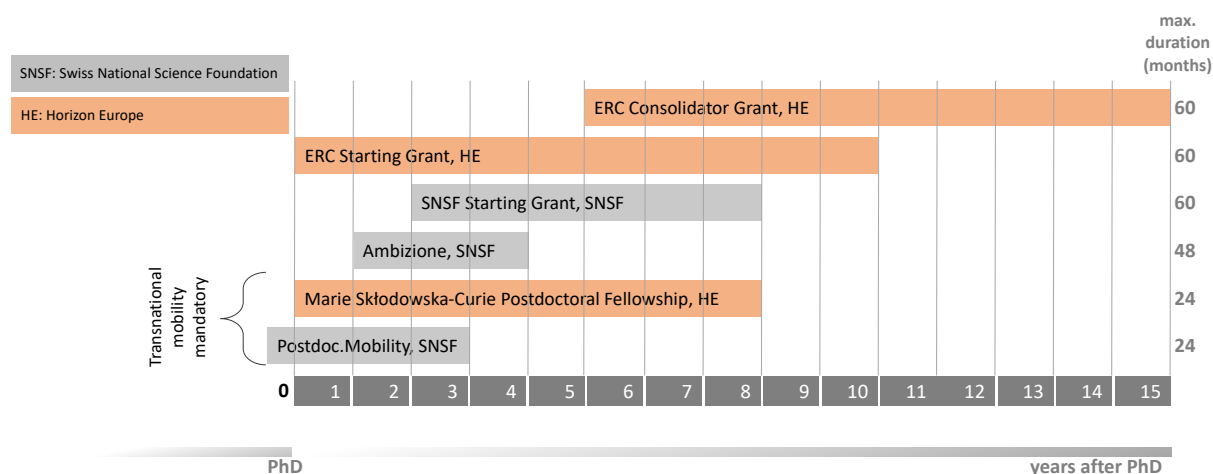 max.
duration
(months)
SNSF: Swiss National Science Foundation
HE: Horizon Europe
ERC Consolidator Grant, HE
60
ERC Starting Grant, HE
60
SNSF Starting Grant, SNSF
60
Ambizione, SNSF
48
Transnational
mobility
mandatory
Marie Skłodowska-Curie Postdoctoral Fellowship, HE
24
Postdoc.Mobility, SNSF
24
0 1 2 3 4 5 6 7 8 9 10 11 12 13 14 15
PhD
years after PhD